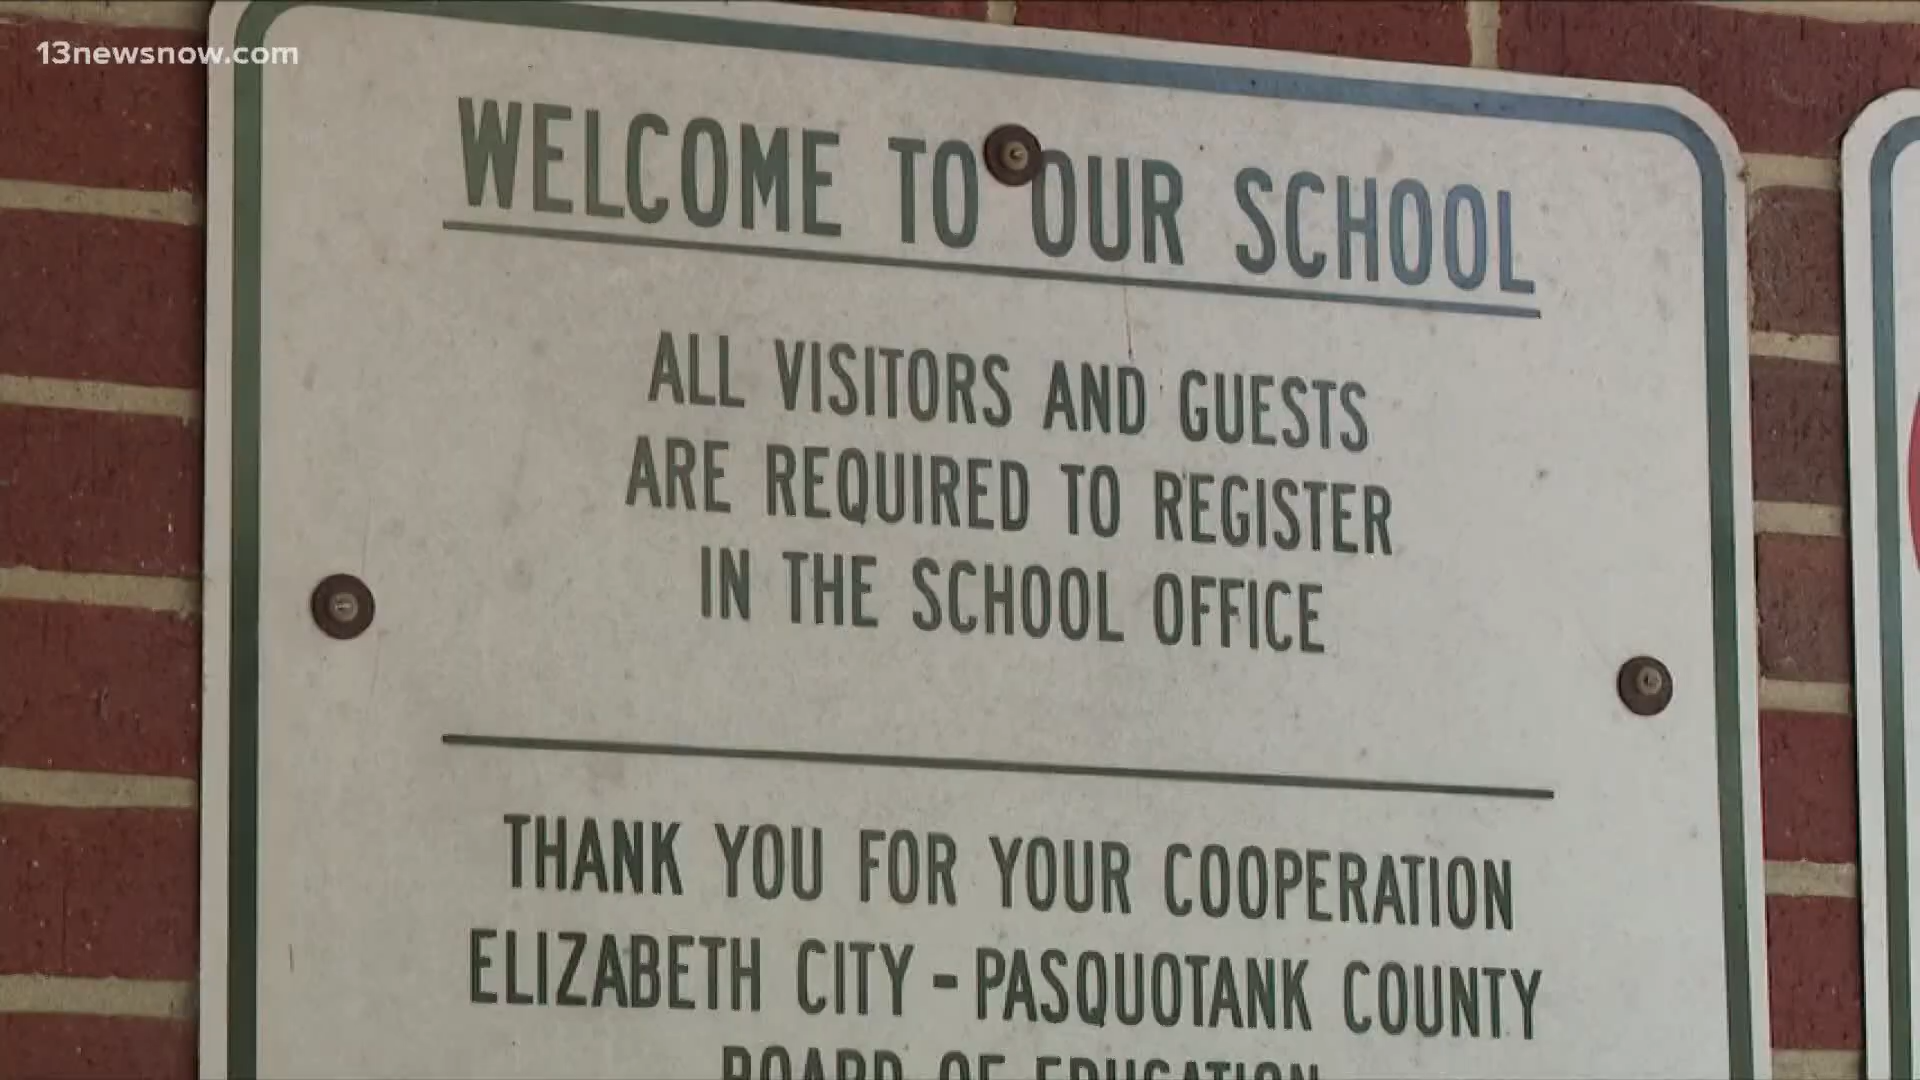 13newsnow.com
WELCOME TO OUR SCHOOL
ALL VISITORS AND GUESTS
ARE REQUIRED TO REGISTER
IN THE SCHOOL OFFICE
THANK YOU FOR YOUR COOPERATION
ELIZABETH CITY - PASQUOTANK COUNTY
BOARD OF EDUCATION